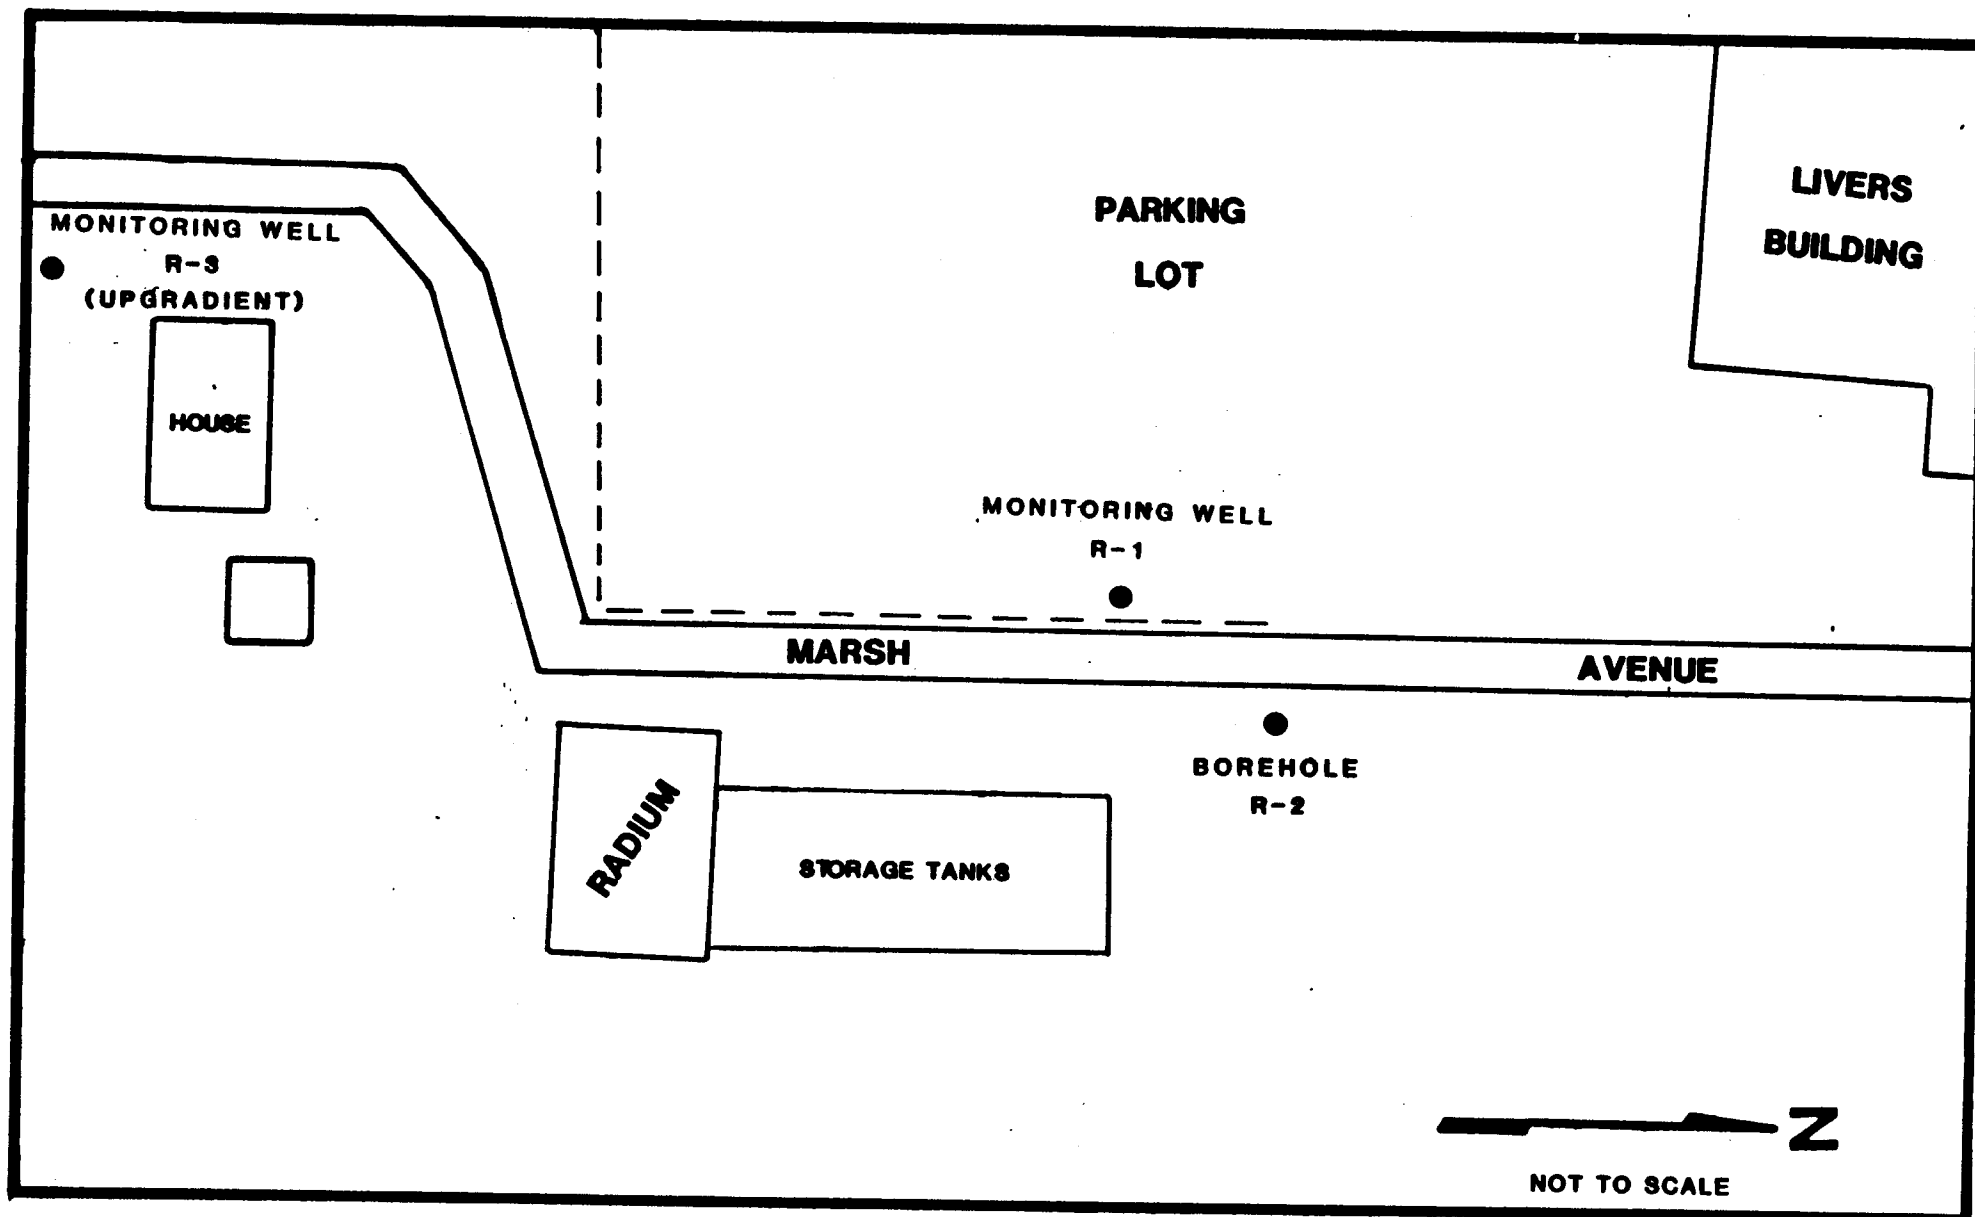 LIVERS
BUILDING
PARKING
LOT
MONITORING WELL
R-3
(UPGRADIENT)
HOUSE
MONITORING WELL
R-1
MARSH AVENUE
BOREHOLE
R-2
RADIUM
STORAGE TANKS
N
NOT TO SCALE